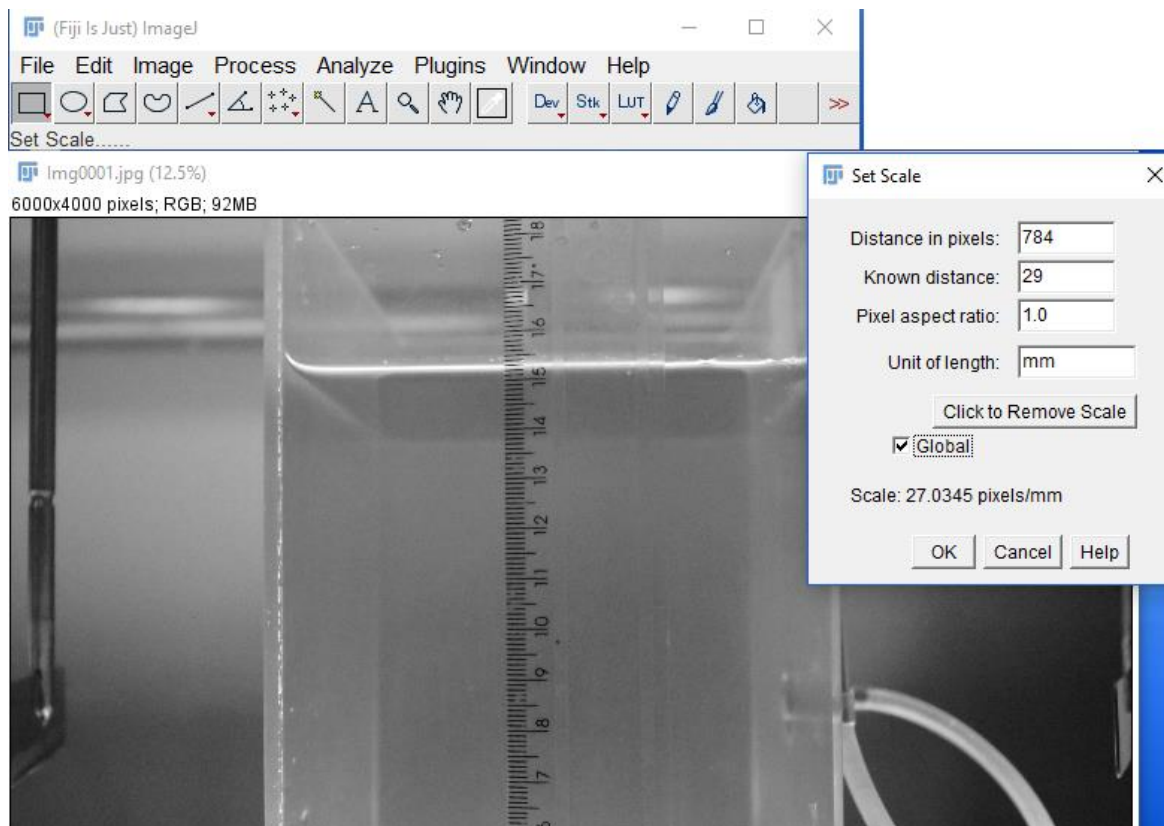 (Fiji Is Just) ImageJ
File Edit Image Process Analyze Plugins Window Help
Dev Stk LUT >>
Set Scale......
Img0001.jpg (12.5%)
6000x4000 pixels; RGB; 92MB
Set Scale
Distance in pixels: 784
Known distance: 29
Pixel aspect ratio: 1.0
Unit of length: mm
Click to Remove Scale
Global
Scale: 27.0345 pixels/mm
OK Cancel Help
18
17
16
15
14
13
12
11
10
9
8
7